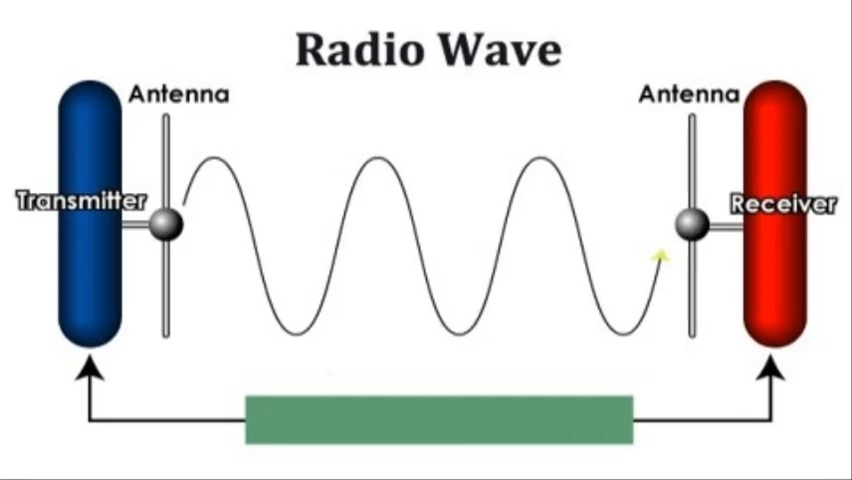 Radio Wave
Antenna
Antenna
Transmitter
Receiver